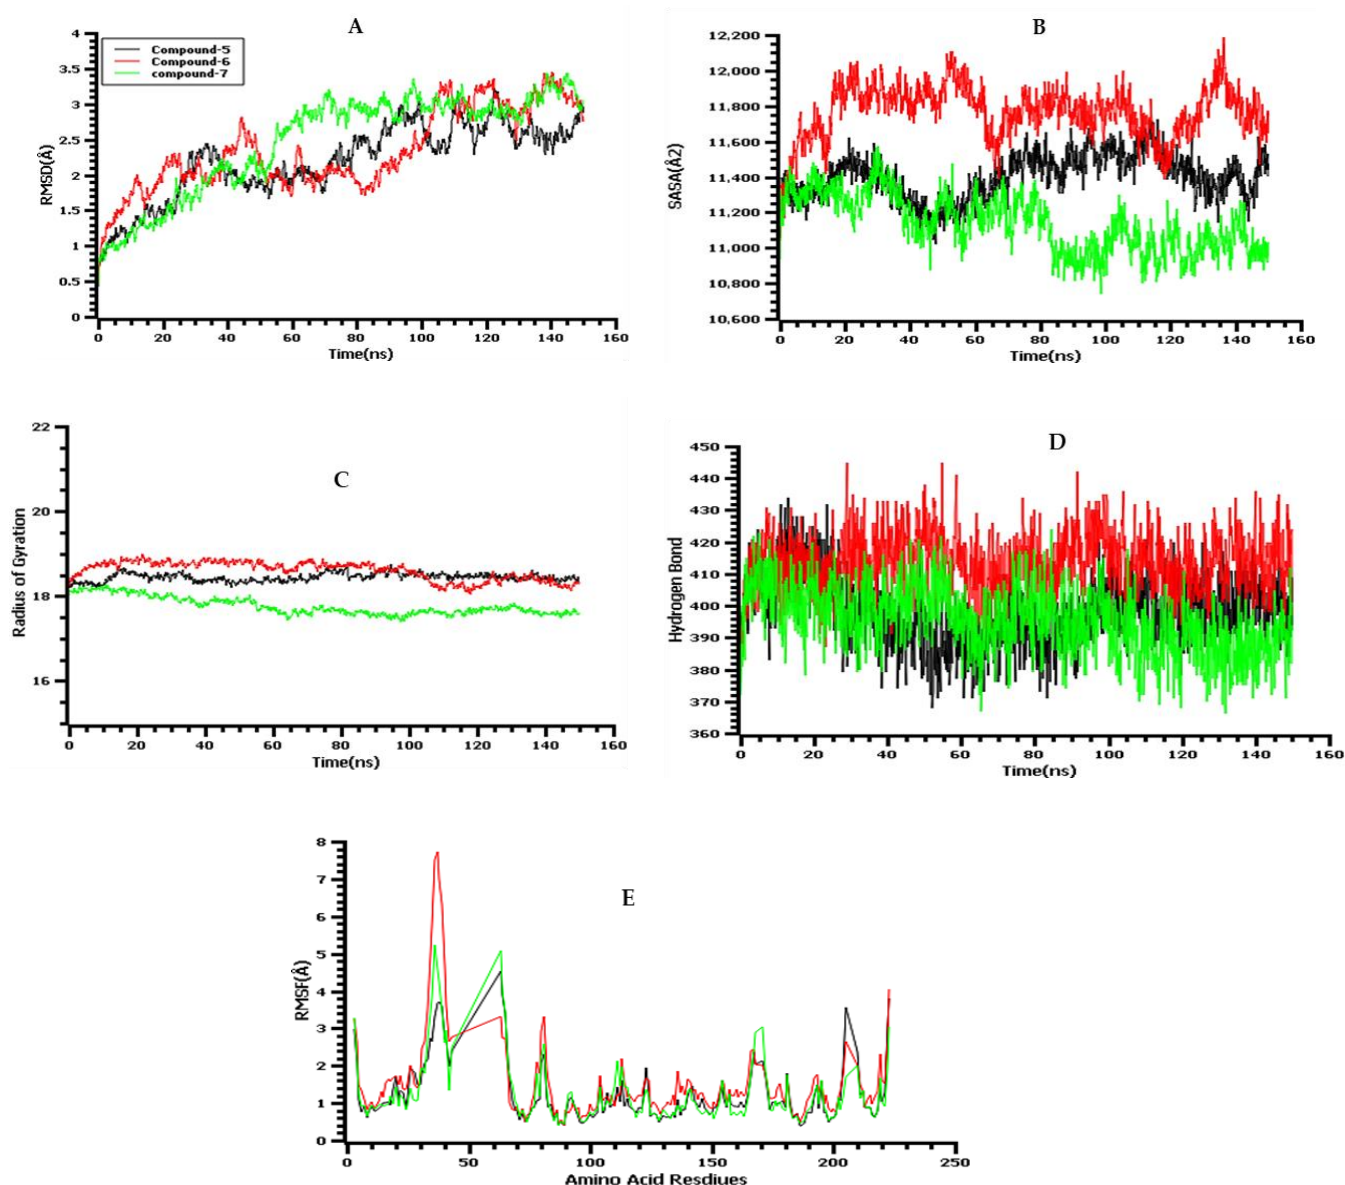 A
4
3.5
3
2.5
2
1.5
1
0.5
0
RMSD(Å)
Compound-5
Compound-6
compound-7
0 20 40 60 80 100 120 140 160
Time(ns)
B
12,200
12,000
11,800
11,600
11,400
11,200
11,000
10,800
10,600
SASA(Å2)
0 20 40 60 80 100 120 140 160
Time(ns)
C
22
20
18
16
Radius of Gyration
0 20 40 60 80 100 120 140 160
Time(ns)
D
450
440
430
420
410
400
390
380
370
360
Hydrogen Bond
0 20 40 60 80 100 120 140 160
Time(ns)
E
8
7
6
5
4
3
2
1
0
RMSF(Å)
0 50 100 150 200 250
Amino Acid Resdiues